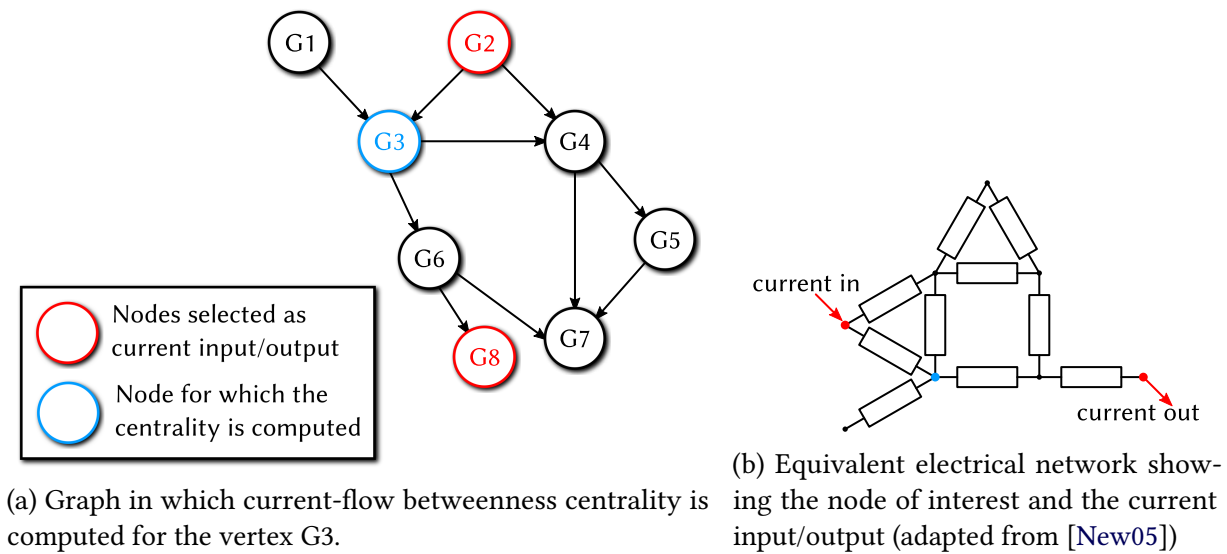 G1
G2
G3
G4
G5
G6
G7
G8
Nodes selected as
current input/output
Node for which the
centrality is computed
(a) Graph in which current-flow betweenness centrality is
computed for the vertex G3.
current in
current out
(b) Equivalent electrical network show-
ing the node of interest and the current
input/output (adapted from [New05])